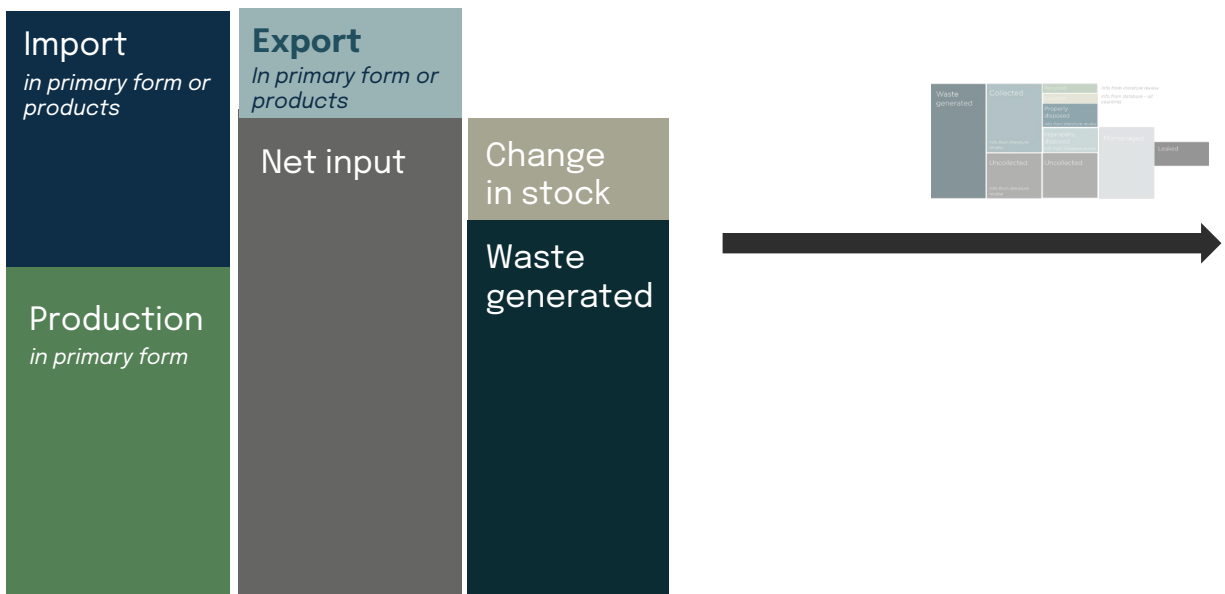 Import
in primary form or
products
Production
in primary form
Export
In primary form or
products
Net input
Change
in stock
Waste
generated
Waste
generated
Collected
Uncollected
Properly
disposed
Uncollected
Leaked